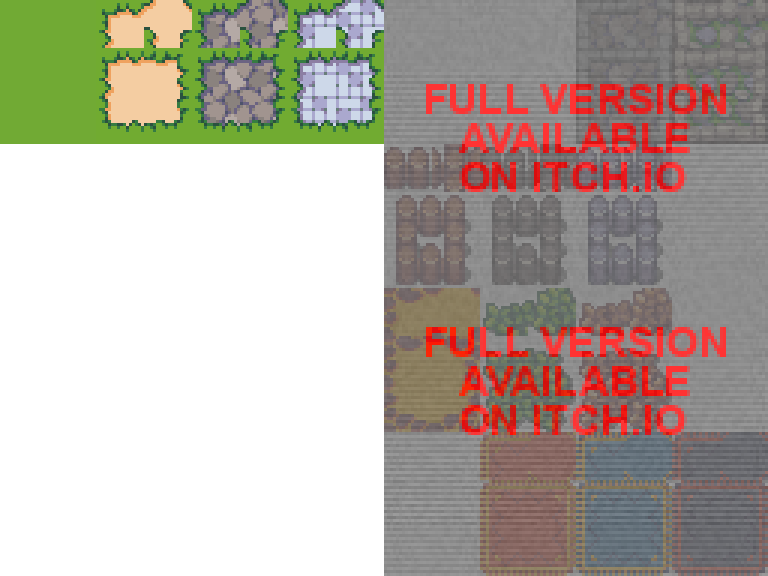 FULL VERSION
AVAILABLE
ON ITCH.IO
FULL VERSION
AVAILABLE
ON ITCH.IO